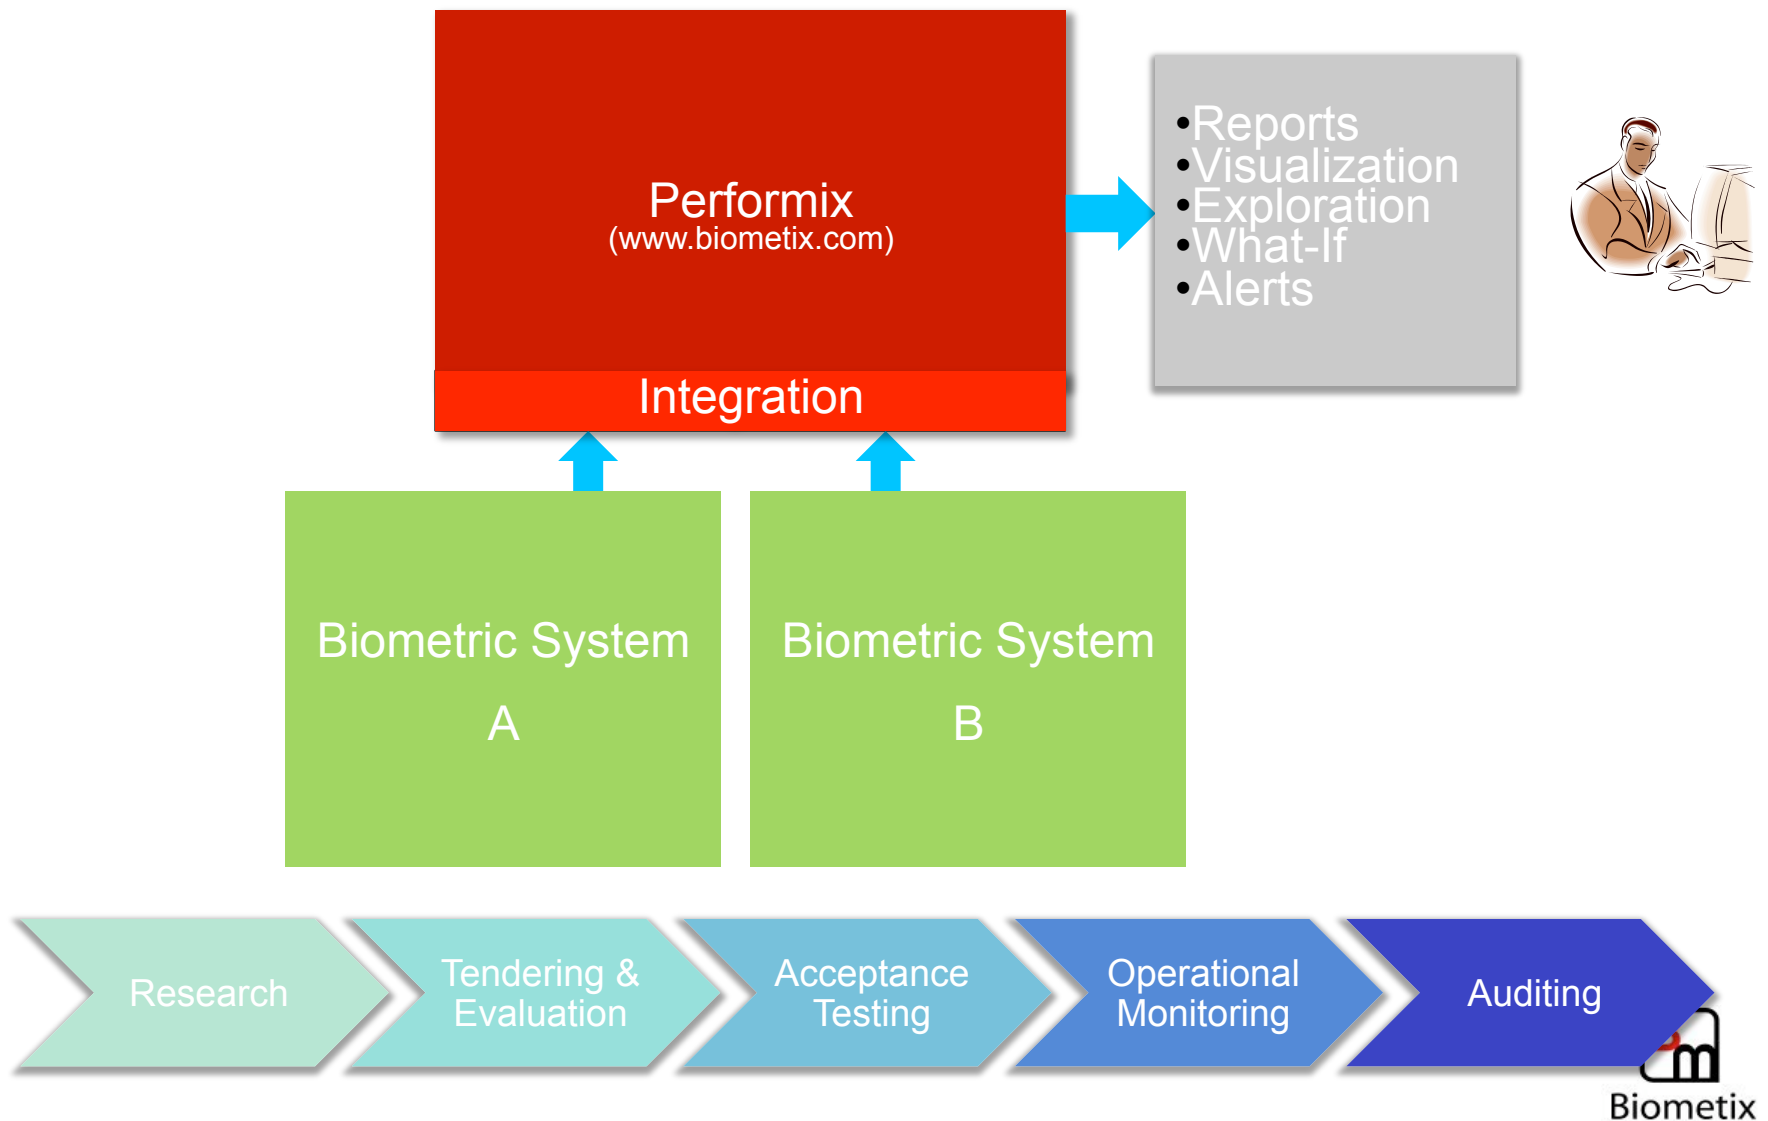 Performix
(www.biometix.com)
Integration
•Reports
•Visualization
•Exploration
•What-If
•Alerts
Biometric System
A
Biometric System
B
Research
Tendering &
Evaluation
Acceptance
Testing
Operational
Monitoring
Auditing
m
Biometix